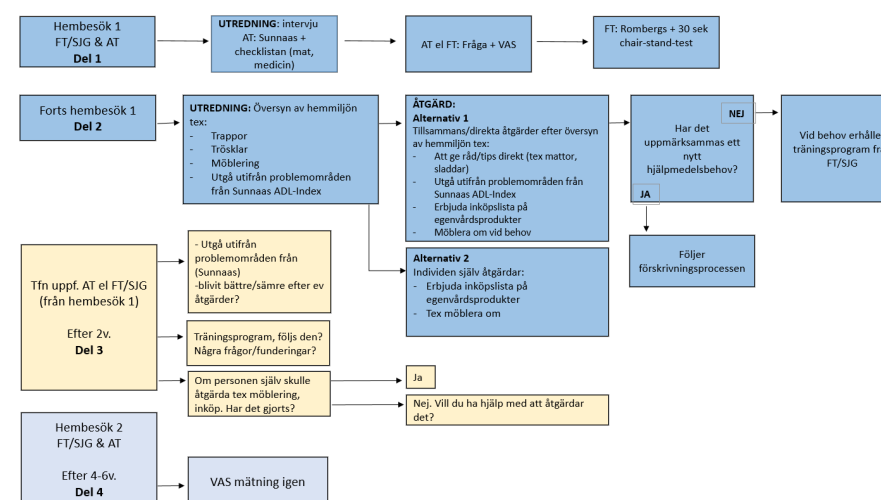 Hembesök 1
FT/SJG & AT
Del 1
UTREDNING: intervju
AT: Sunnaas +
checklistan (mat,
medicin)
AT el FT: Fråga + VAS
FT: Rombergs + 30 sek
chair-stand-test
Forts hembesök 1
Del 2
UTREDNING: Översyn av hemmiljön
tex:
- Trappor
- Trösklar
- Möblering
- Utgå utifrån problemområden
från Sunnaas ADL-Index
ÅTGÄRD:
Alternativ 1
Tillsammans/direkta åtgärder efter översyn
av hemmiljön tex:
- Att ge råd/tips direkt (tex mattor,
sladdar)
- Utgå utifrån problemområden från
Sunnaas ADL-Index
- Erbjuda inköpslista på
egenvårdsprodukter
- Möblera om vid behov
Alternativ 2
Individen själv åtgärdar:
- Erbjuda inköpslista på
egenvårdsprodukter
- Tex möblera om
NEJ
Har det
uppmärksammas ett
nytt
hjälpmedelsbehov?
JA
Följer
förskrivningsprocessen
Vid behov
träningsprogram
FT/SJG
Tfn uppf. AT el FT/SJG
(från hembesök 1)
Efter 2v.
Del 3
- Utgå utifrån
problemområden från
(Sunnaas)
-blivit bättre/sämre efter ev
åtgärder?
Träningsprogram, följs den?
Några frågor/funderingar?
Om personen själv skulle
åtgärda tex möblering,
inköp. Har det gjorts?
Ja
Nej. Vill du ha hjälp med att åtgärdar
det?
Hembesök 2
FT/SJG & AT
Efter 4-6v.
Del 4
VAS mätning igen